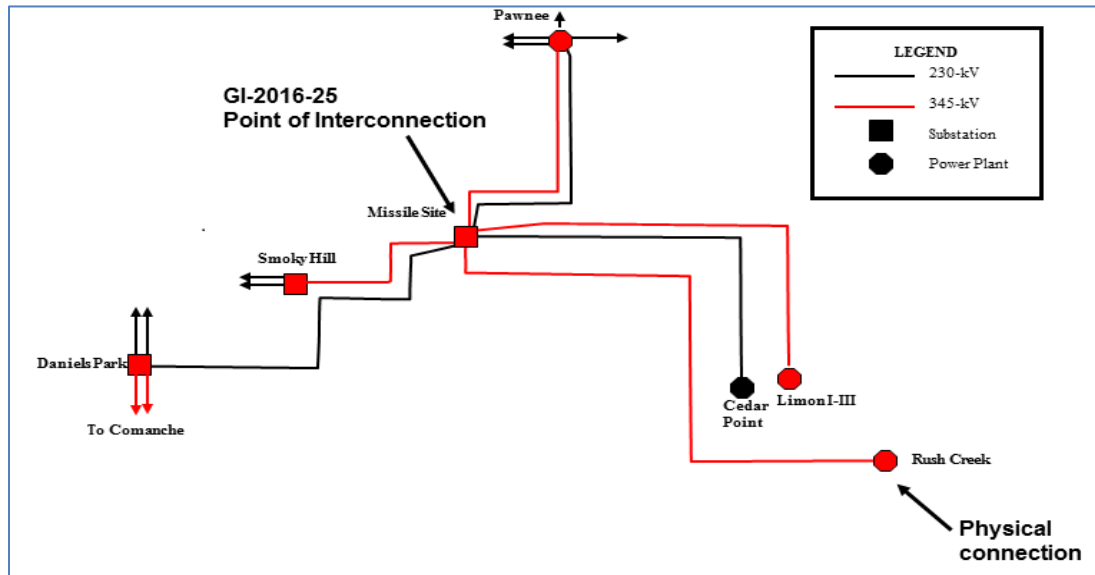 Pawnee
LEGEND
230-kV
345-kV
Substation
Power Plant
GI-2016-25
Point of Interconnection
Missile Site
Smoky Hill
Daniels Park
To Comanche
Cedar
Point
Limon I-III
Rush Creek
Physical
connection